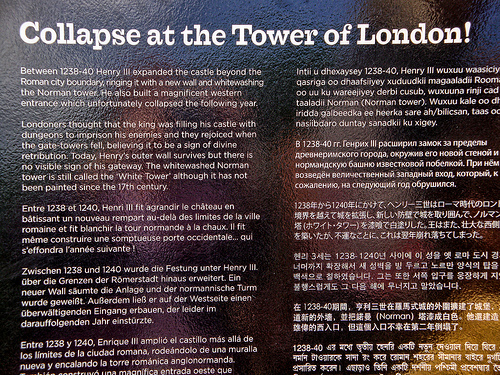 Collapse at the Tower of London!
Between 1238-40 Henry III expanded the castle beyond the
Roman city boundary, ringing it with a new wall and whitewashing
the Norman tower. He also built a magnificent western
entrance which unfortunately collapsed the following year.
Londoners thought that the king was filling his castle with
dungeons to imprison his enemies and they rejoiced when
the gate-towers fell, believing it to be a sign of divine
retribution. Today, Henry's outer wall survives but there is
no visible sign of his gateway. The whitewashed Norman
tower is still called the 'White Tower' although it has not
been painted since the 17th century.
Entre 1238 et 1240, Henri III fit agrandir le château en
bâtissant un nouveau rempart au-delà des limites de la ville
romaine et fit blanchir la tour normande à la chaux. Il fit
même construire une somptueuse porte occidentale... qui
s'effondra l'année suivante !
Zwischen 1238 und 1240 wurde die Festung unter Henry III.
über die Grenzen der Römerstadt hinaus erweitert. Ein
neuer Wall säumte die Anlage und der normannische Turm
wurde geweißt. Außerdem ließ er auf der Westseite einen
überwältigenden Eingang erbauen, der leider im
darauffolgenden Jahr einstürzte.
Entre 1238 y 1240, Enrique III amplió el castillo más allá de
los límites de la ciudad romana, rodeándolo de una muralla
nueva y encalando la torre románica anglonormanda.
También construyó una magnífica entrada oeste que
Intii u dhexaysey 1238-40, Henry III wuxuu waasiciy
qasriga oo dhaafsiiyey xuduudkii magaaladii Rooma
oo uu ku wareejiyey derbi cusub, wuxuuna rinji cad
taaladii Norman (Norman tower). Wuxuu kale oo dh
iridda galbeedka ee heerka sare ah/bilicsan, taas oo
nasiibdaro duntay sanadkii ku xigey.
В 1238-40 гг. Генрих III расширил замок за пределы
древнеримского города, окружив его новой стеной и
нормандскую башню известковой побелкой. При нём
возведён величественный западный вход, который, к
сожалению, на следующий год обрушился.
1238年から1240年にかけて、ヘンリー三世はローマ時代のロン
境界を越えて城を拡張し、新しい防壁で城を取り囲んで、ノルマン
塔(ホワイト・タワー)を漆喰で白塗りした。王はまた、壮大な西側
を築いたが、不運なことに、これは翌年崩れ落ちてしまった。
헨리 3세는 1238-1240년 사이에 이 성을 옛 로마 도시 경
너머까지 확장해서 새 성벽을 빙 두르고 노르만 양식의 탑을
백색으로 칠하였습니다. 그는 또한 서쪽 입구를 웅장하게 지
불행스럽게도 그 다음 해에 무너지고 말았습니다.
在 1238-1240期間，亨利三世在羅馬式城的外圍擴建了城堡，
道新的外墙，並把諾曼 (Norman) 塔漆成白色。他還建造
雄偉的西入口，但這個入口不幸在第二年倒塌了。